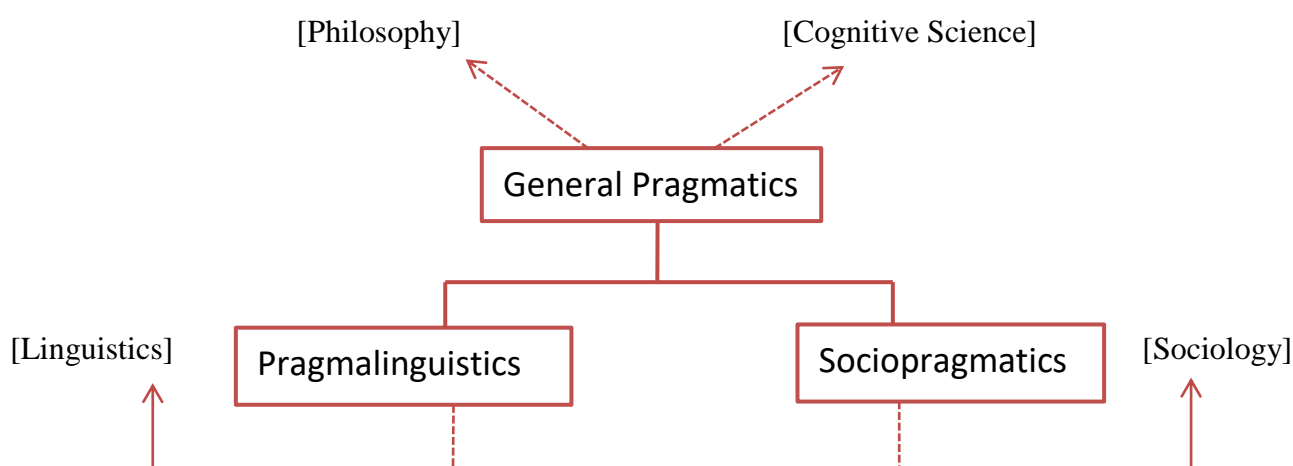 [Philosophy]
[Cognitive Science]
General Pragmatics
[Linguistics]
Pragmalinguistics
Sociopragmatics
[Sociology]